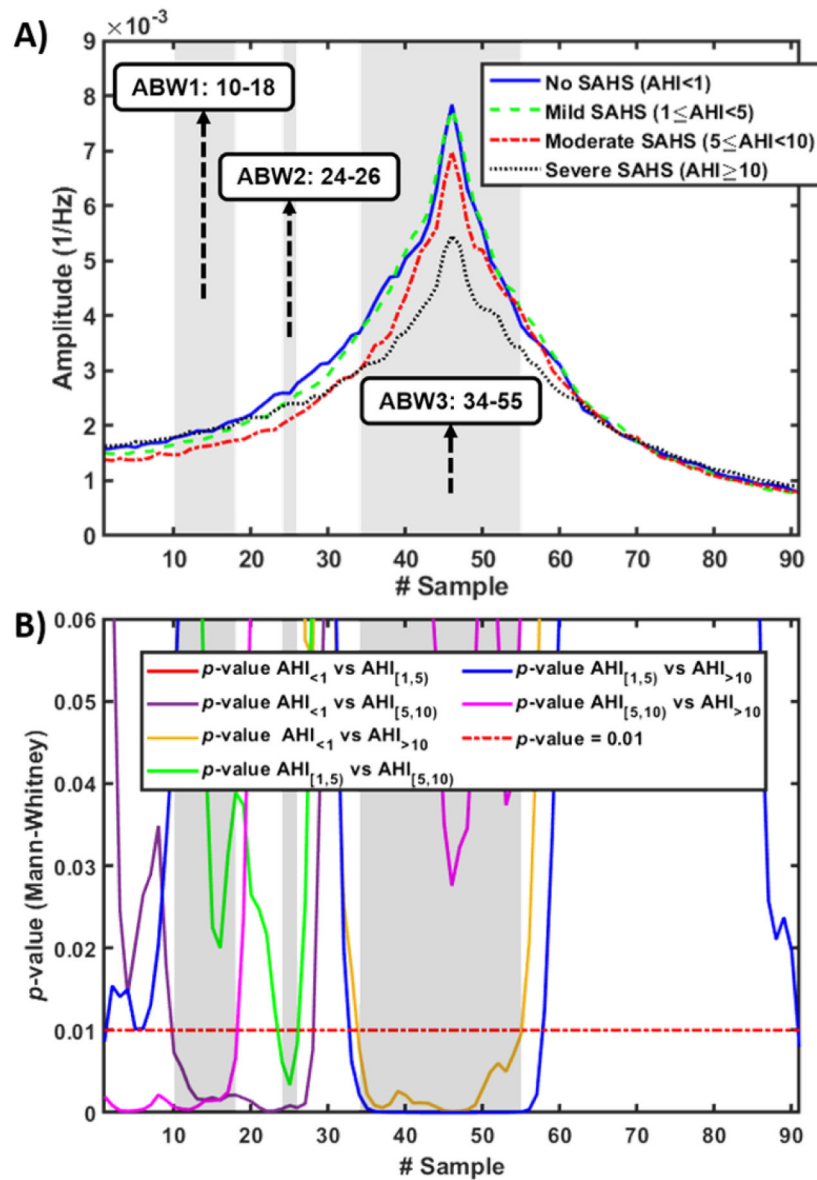 A)
×10⁻³
9
8
7
6
5
4
3
2
1
0
Amplitude (1/Hz)
ABW1: 10-18
ABW2: 24-26
ABW3: 34-55
No SAHS (AHI<1)
Mild SAHS (1≤AHI<5)
Moderate SAHS (5≤AHI<10)
Severe SAHS (AHI≥10)
10 20 30 40 50 60 70 80 90
# Sample
B)
0.06
0.05
0.04
0.03
0.02
0.01
0
p-value (Mann-Whitney)
p-value AHI<1 vs AHI[1,5)
p-value AHI<1 vs AHI[5,10)
p-value AHI<1 vs AHI>10
p-value AHI[1,5) vs AHI[5,10)
p-value AHI[1,5) vs AHI>10
p-value AHI[5,10) vs AHI>10
p-value = 0.01
10 20 30 40 50 60 70 80 90
# Sample